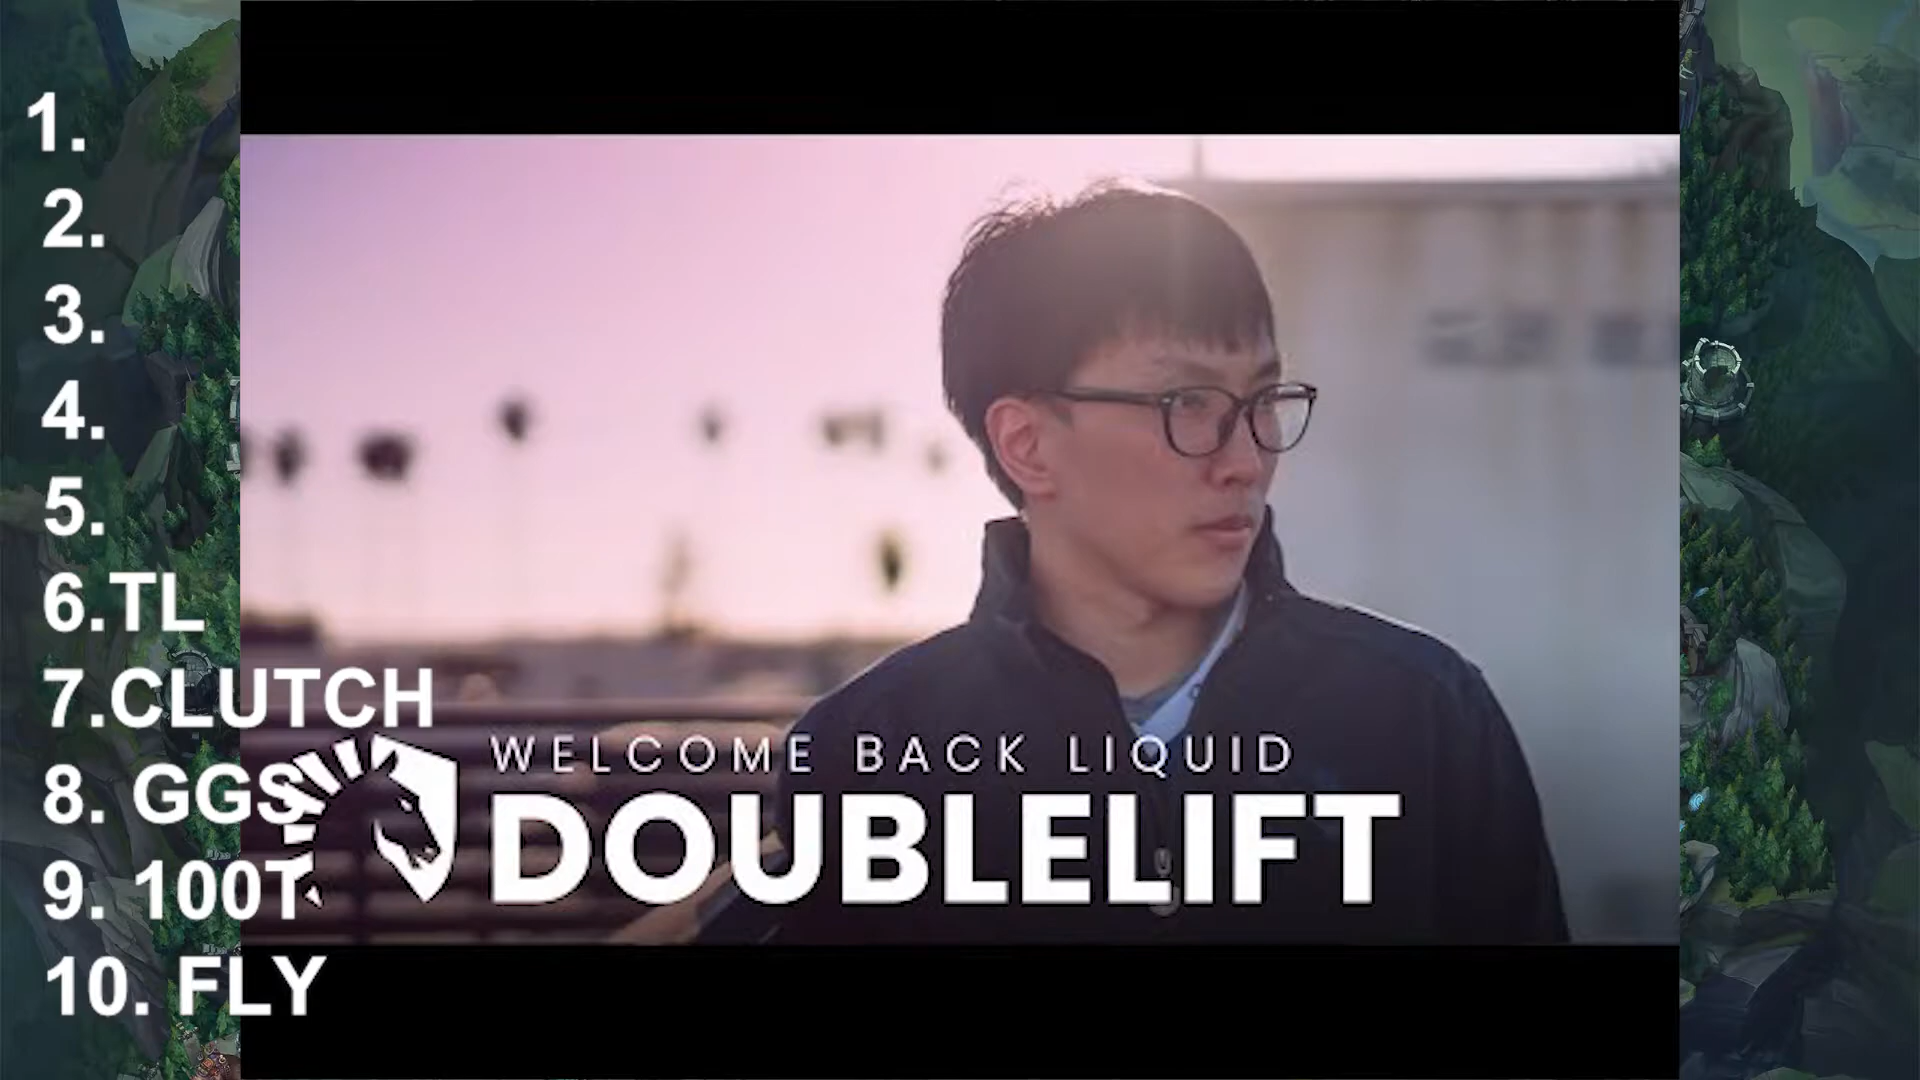 1.
2.
3.
4.
5.
6.TL
7.CLUTCH
8. GGS
9. 100T
10. FLY
WELCOME BACK LIQUID
DOUBLELIFT